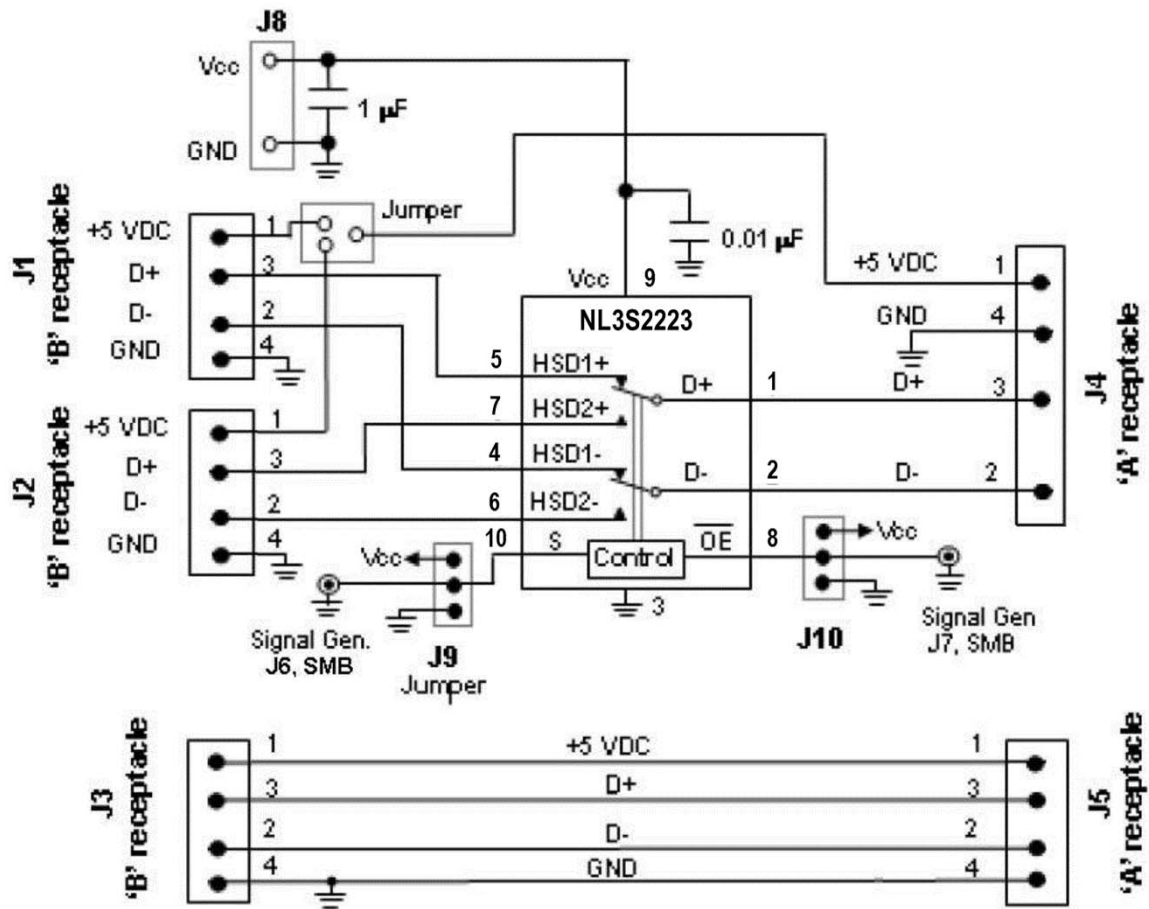 J8
Vcc
1 µF
GND
'B' receptacle
J1
+5 VDC
1
D+
3
D-
2
GND
4
Jumper
0.01 µF
Vcc
9
NL3S2223
5
HSD1+
7
HSD2+
4
HSD1-
6
HSD2-
10
S
Control
OE
8
3
D+
1
D-
2
+5 VDC
1
GND
4
D+
3
D-
2
J4
'A' receptacle
J2
'B' receptacle
+5 VDC
1
D+
3
D-
2
GND
4
Vcc
Signal Gen.
J6, SMB
J9
Jumper
Vcc
J10
Signal Gen
J7, SMB
J3
'B' receptacle
1
+5 VDC
1
3
D+
3
2
D-
2
4
GND
4
J5
'A' receptacle